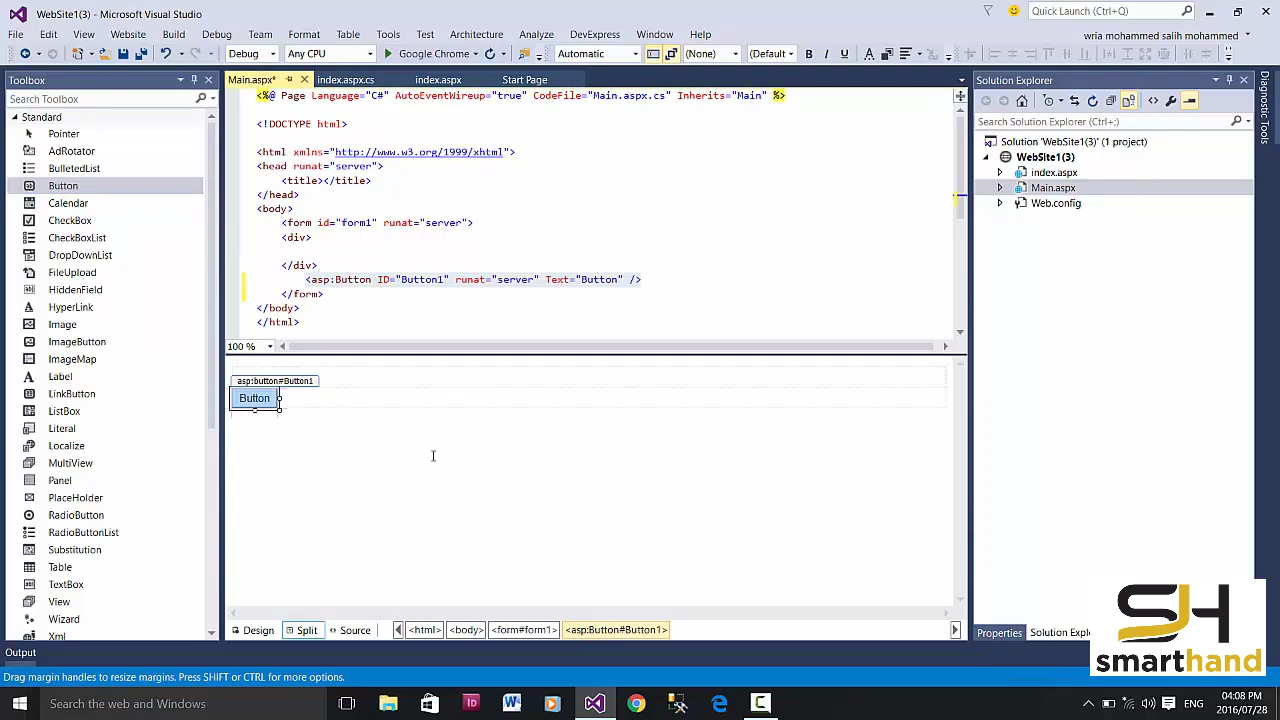 WebSite1(3) - Microsoft Visual Studio
Quick Launch (Ctrl+Q)
File Edit View Website Build Debug Team Format Table Tools Test Architecture Analyze DevExpress Window Help
wria mohammed salih mohammed
Debug Any CPU Google Chrome Automatic (None) (Default) B I U A
Toolbox
Search Toolbox
Standard
Pointer
AdRotator
BulletedList
Button
Calendar
CheckBox
CheckBoxList
DropDownList
FileUpload
HiddenField
HyperLink
Image
ImageButton
ImageMap
Label
LinkButton
ListBox
Literal
Localize
MultiView
Panel
PlaceHolder
RadioButton
RadioButtonList
Substitution
Table
TextBox
View
Wizard
Xml
Main.aspx* index.aspx.cs index.aspx Start Page
<%@ Page Language="C#" AutoEventWireup="true" CodeFile="Main.aspx.cs" Inherits="Main" %>
<!DOCTYPE html>
<html xmlns="http://www.w3.org/1999/xhtml">
<head runat="server">
<title></title>
</head>
<body>
<form id="form1" runat="server">
<div>
</div>
<asp:Button ID="Button1" runat="server" Text="Button" />
</form>
</body>
</html>
100 %
asp:button#Button1
Button
Design Split Source <html> <body> <form#form1> <asp:Button#Button1>
Solution Explorer
Search Solution Explorer (Ctrl+;)
Solution 'WebSite1(3)' (1 project)
WebSite1(3)
index.aspx
Main.aspx
Web.config
Diagnostic Tools
Properties Solution Expl
SH
smarthand
Output
Drag margin handles to resize margins. Press SHIFT or CTRL for more options.
Search the web and Windows
ENG
04:08 PM
2016/07/28